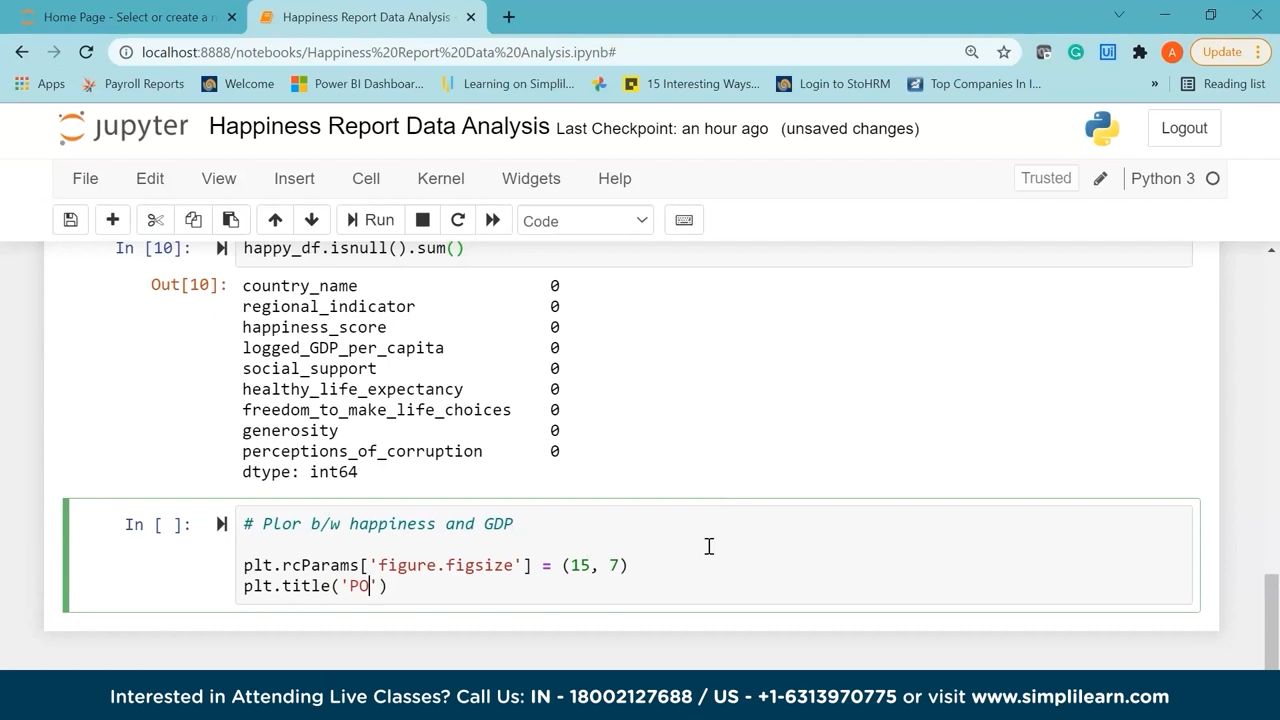 Home Page - Select or create a n
Happiness Report Data Analysis
localhost:8888/notebooks/Happiness%20Report%20Data%20Analysis.ipynb#
A
Update
Apps
Payroll Reports
Welcome
Power BI Dashboar...
Learning on Simplil...
15 Interesting Ways...
Login to StoHRM
Top Companies In I...
»
Reading list
jupyter
Happiness Report Data Analysis Last Checkpoint: an hour ago (unsaved changes)
Logout
File
Edit
View
Insert
Cell
Kernel
Widgets
Help
Trusted
Python 3
Run
Code
In [10]: happy_df.isnull().sum()
Out[10]: country_name 0
regional_indicator 0
happiness_score 0
logged_GDP_per_capita 0
social_support 0
healthy_life_expectancy 0
freedom_to_make_life_choices 0
generosity 0
perceptions_of_corruption 0
dtype: int64
In [ ]: # Plor b/w happiness and GDP
plt.rcParams['figure.figsize'] = (15, 7)
plt.title('PO')
Interested in Attending Live Classes? Call Us: IN - 18002127688 / US - +1-6313970775 or visit www.simplilearn.com